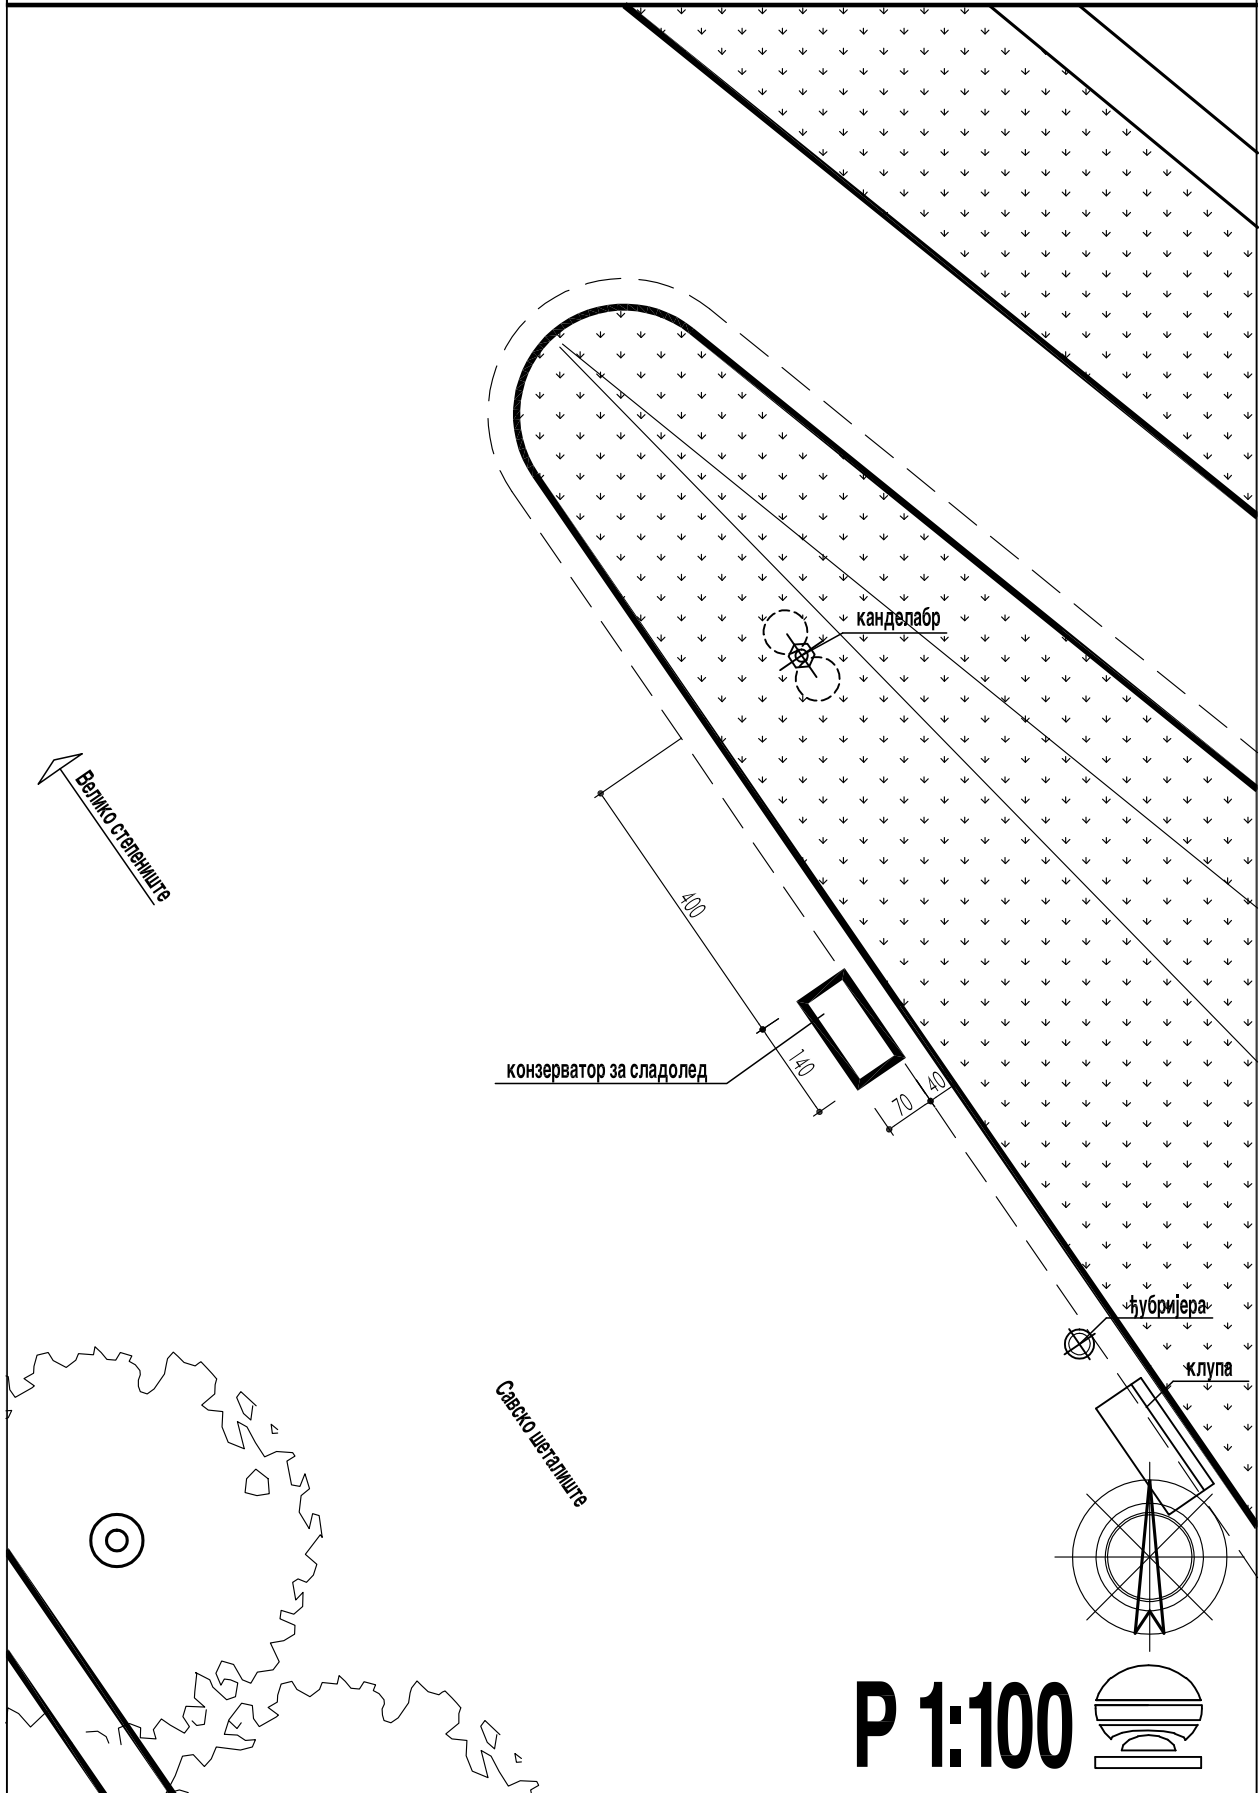 канделабр
Велико степениште
400
конзерватор за сладолед
140
70
40
ђубријера
клупа
Савско шеталиште
Р 1:100